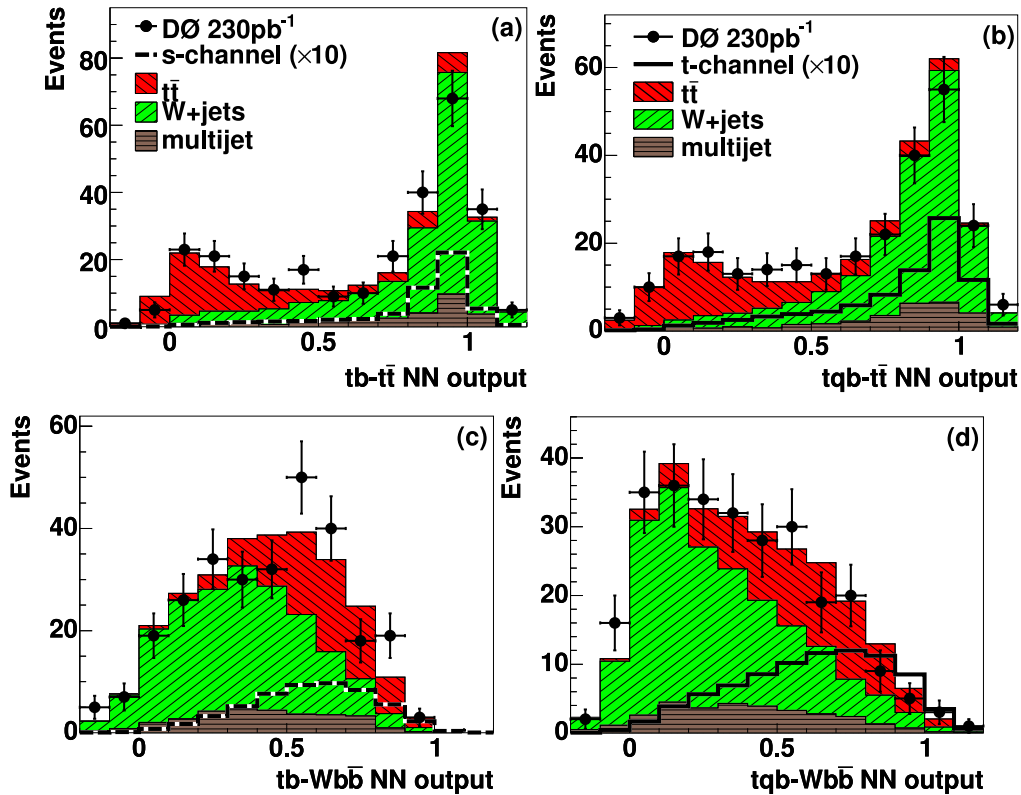 Events
80
60
40
20
0
(a)
DØ 230pb⁻¹
s-channel (×10)
tt̄
W+jets
multijet
0
0.5
1
tb-tt̄ NN output
Events
60
40
20
0
(b)
DØ 230pb⁻¹
t-channel (×10)
tt̄
W+jets
multijet
0
0.5
1
tqb-tt̄ NN output
Events
60
40
20
0
(c)
0
0.5
1
tb-Wbb̄ NN output
Events
40
30
20
10
0
(d)
0
0.5
1
tqb-Wbb̄ NN output